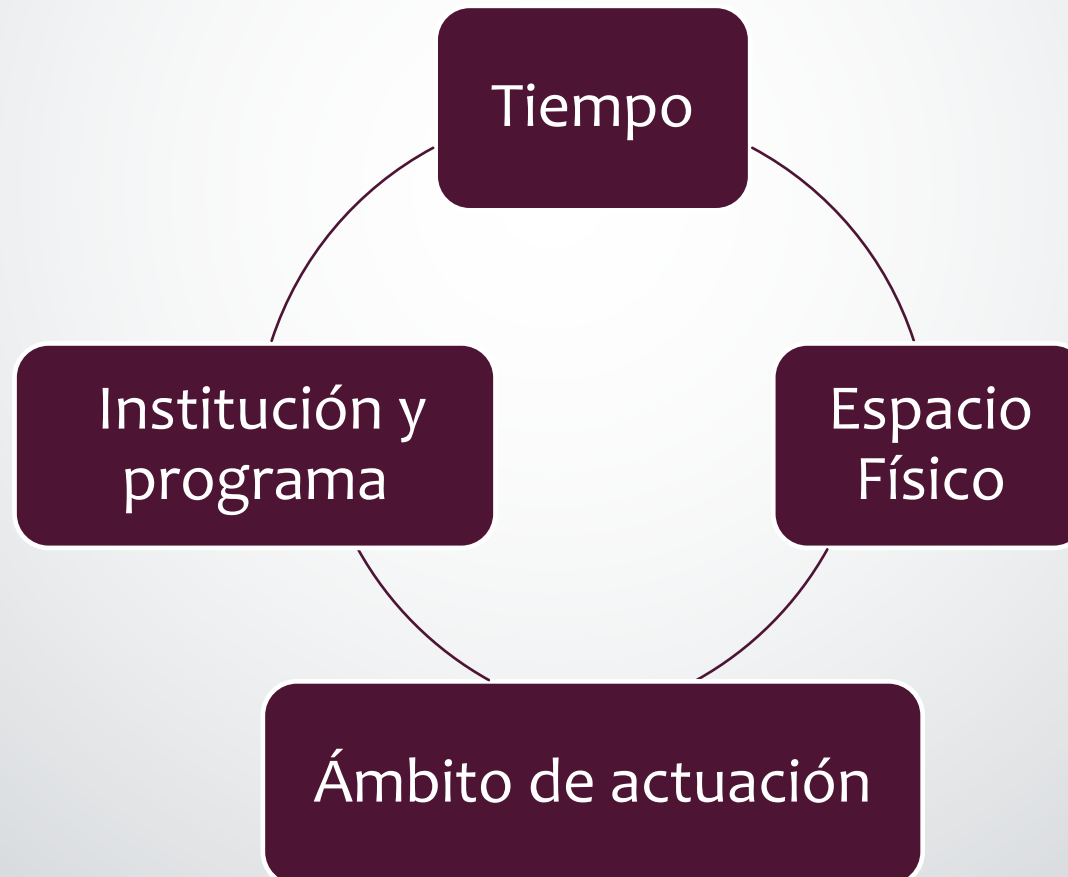 Tiempo
Institución y
programa
Espacio
Físico
Ámbito de actuación